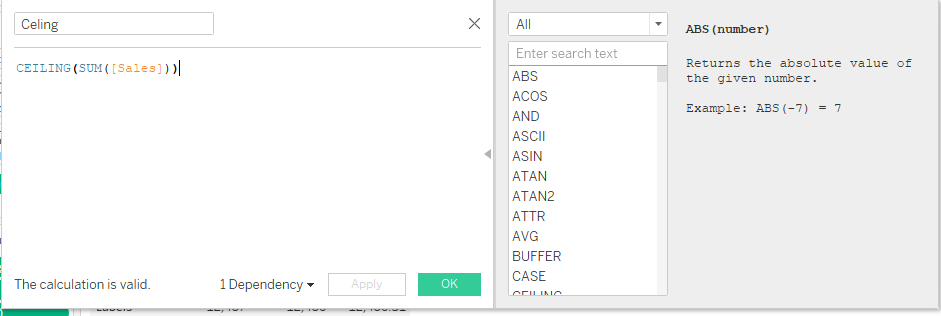 Celing
CEILING(SUM([Sales]))
The calculation is valid.
1 Dependency
Apply
OK
All
Enter search text
ABS
ACOS
AND
ASCII
ASIN
ATAN
ATAN2
ATTR
AVG
BUFFER
CASE
CEILING
ABS(number)
Returns the absolute value of
the given number.
Example: ABS(-7) = 7